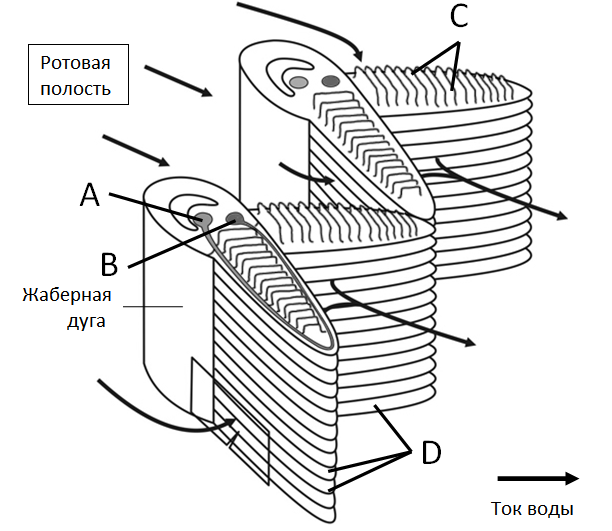 C
Ротовая
полость
A
B
Жаберная
дуга
D
Ток воды